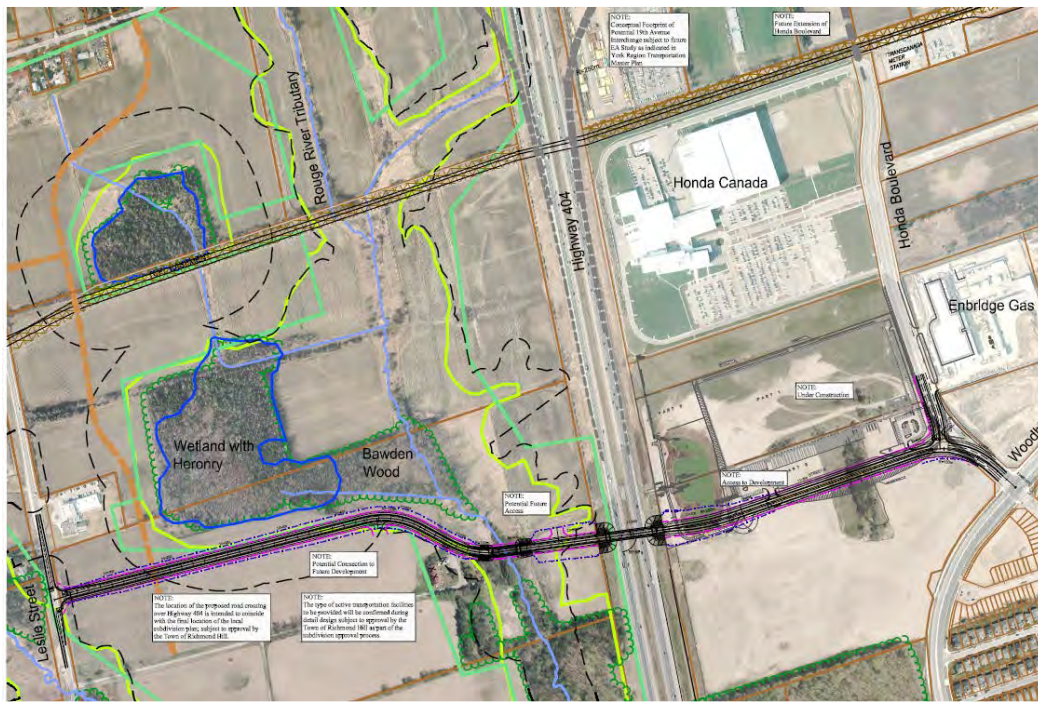 NOTE:
Conceptual Footprint of
Potential 19th Avenue
Interchange subject to future
EA Study as indicated in
York Region Transportation
Master Plan
NOTE:
Future Extension of
Honda Boulevard
TRANSCANADA
METER
STATION
Rouge River Tributary
Highway 404
Honda Canada
Honda Boulevard
Enbridge Gas
NOTE:
Under Construction
Wetland with
Heronry
Bawden
Wood
NOTE:
Access to Development
NOTE:
Potential Future
Access
NOTE:
Potential Connection to
Future Development
NOTE:
The location of the proposed road crossing
over Highway 404 is intended to coincide
with the final location of the local
subdivision plan, subject to approval by
the Town of Richmond Hill.
NOTE:
The type of active transportation facilities
to be provided will be confirmed during
detail design subject to approval by the
Town of Richmond Hill as part of the
subdivision approval process.
Leslie Street